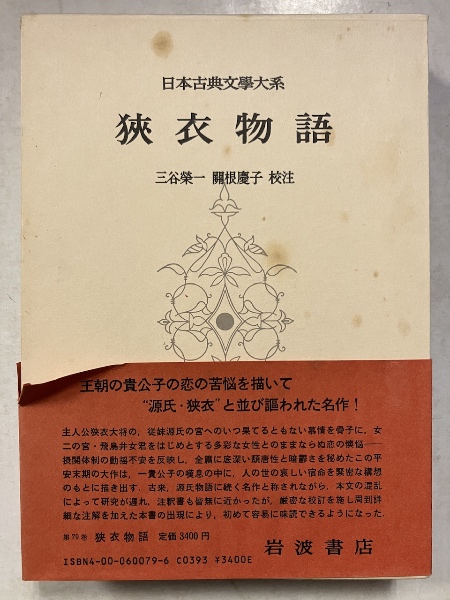 日本古典文學大系
狹衣物語
三谷榮一 關根慶子 校注
王朝の貴公子の恋の苦悩を描いて
“源氏・狭衣”と並び謳われた名作！
主人公狭衣大将の、従妹源氏の宮へのいつ果てるともない慕情を骨子に、女
二の宮・飛鳥井女君をはじめとする多彩な女性とのままならぬ恋の懊悩――
摂関体制の動揺不安を反映し、全篇に底深い頽唐性と暗鬱さを秘めたこの平
安末期の大作は、一貴公子の嘆息の中に、人の世の哀しい宿命を緊密な構想
のもとに描き出す。古来、源氏物語に続く名作と称されながら、本文の混乱
によって研究が遅れ、注釈書も皆無に近かったが、厳密な校訂を施し周到詳
細な注解を加えた本書の出現により、初めて容易に味読できるようになった。
第79巻 狭衣物語 定価3400円
岩波書店
ISBN4-00-060079-6 C0393 ¥3400E